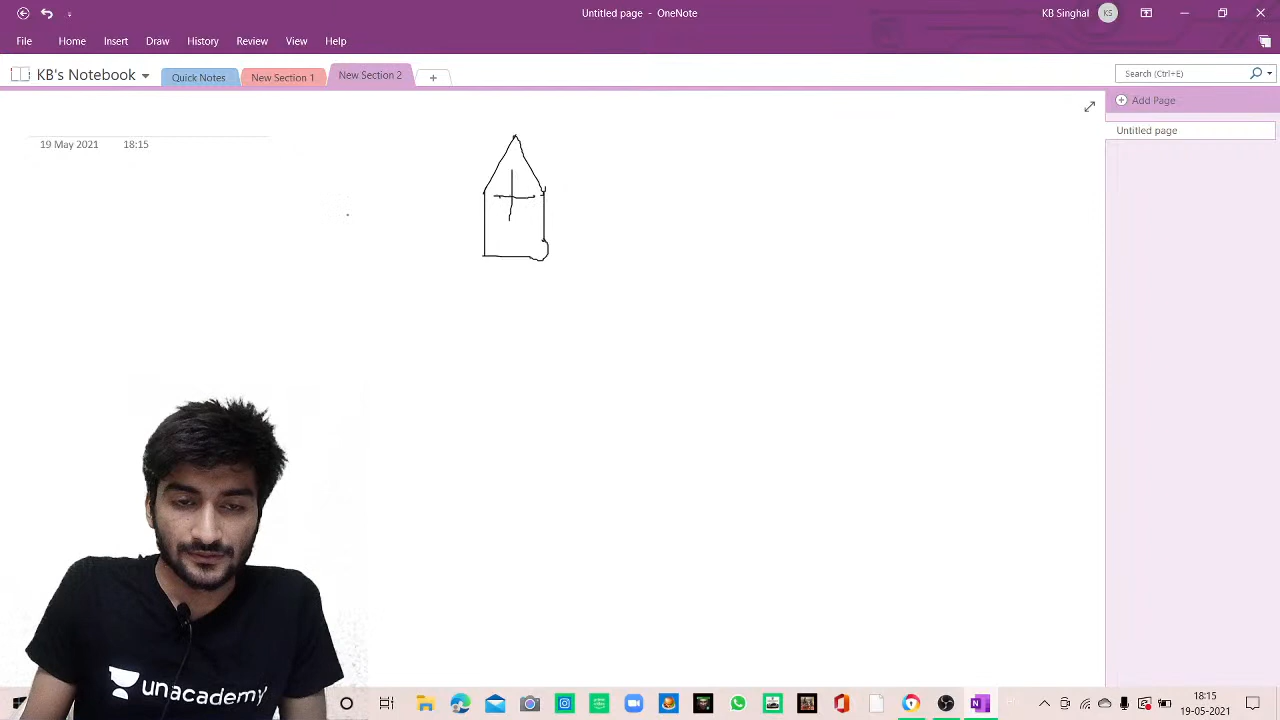 Untitled page - OneNote
KB Singhal
KS
File Home Insert Draw History Review View Help
KB's Notebook
Quick Notes
New Section 1
New Section 2
Search (Ctrl+E)
Add Page
19 May 2021 18:15
Untitled page
unacademy
18:15
19-05-2021